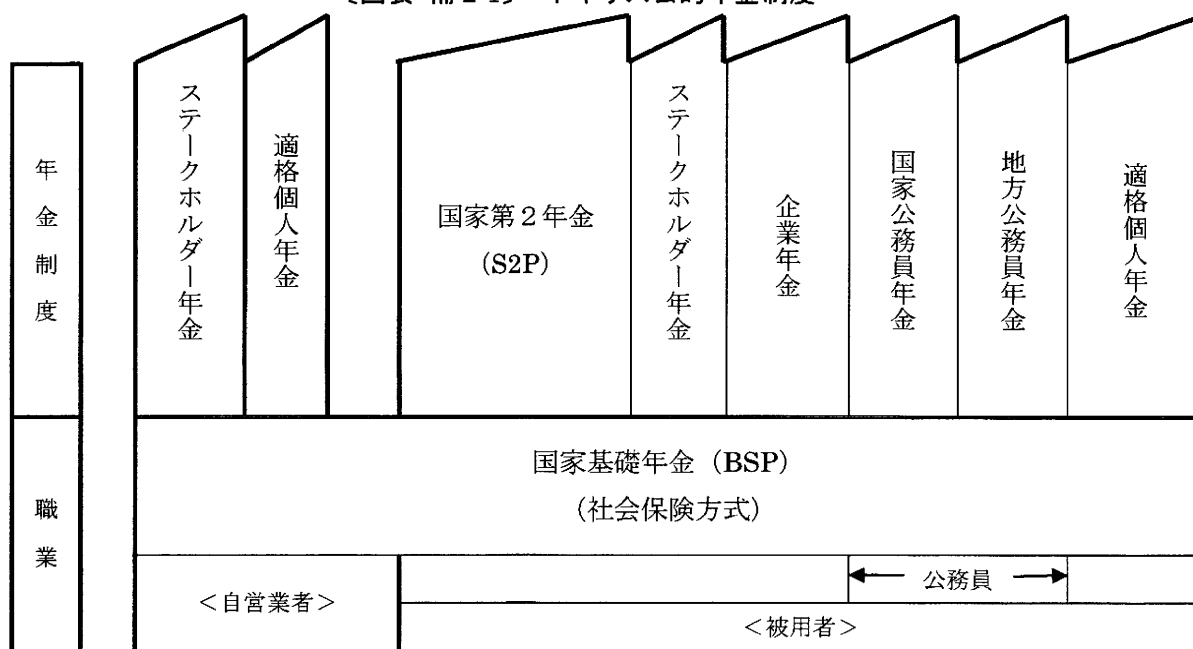 年金制度
ステークホルダー年金
適格個人年金
国家第２年金
（S2P）
ステークホルダー年金
企業年金
国家公務員年金
地方公務員年金
適格個人年金
職業
国家基礎年金（BSP）
（社会保険方式）
公務員
＜自営業者＞
＜被用者＞